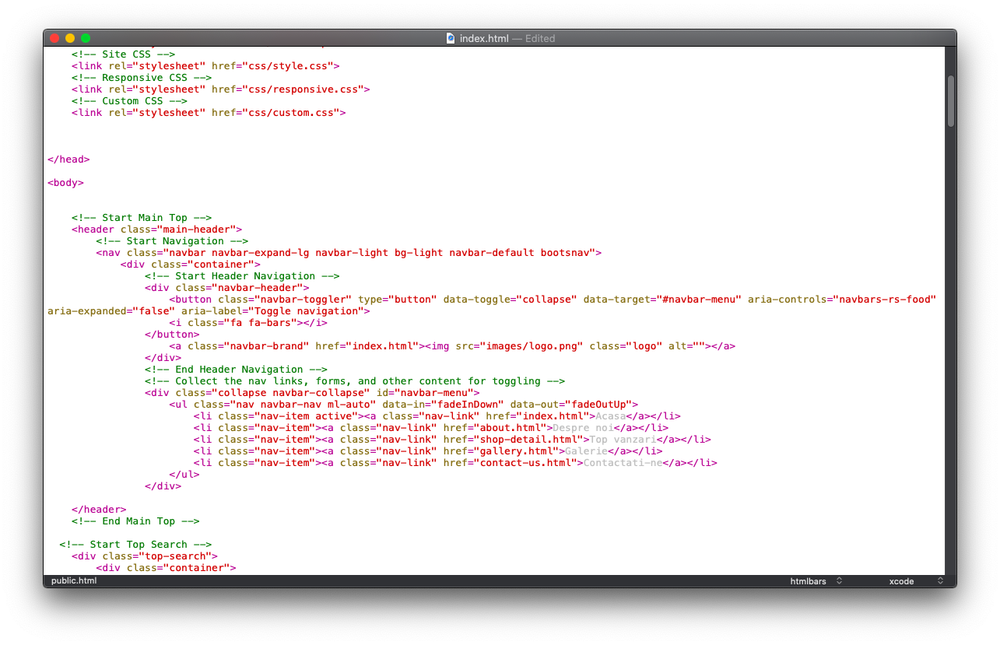 index.html — Edited
<!-- Site CSS -->
<link rel="stylesheet" href="css/style.css">
<!-- Responsive CSS -->
<link rel="stylesheet" href="css/responsive.css">
<!-- Custom CSS -->
<link rel="stylesheet" href="css/custom.css">
</head>
<body>
<!-- Start Main Top -->
<header class="main-header">
<!-- Start Navigation -->
<nav class="navbar navbar-expand-lg navbar-light bg-light navbar-default bootsnav">
<div class="container">
<!-- Start Header Navigation -->
<div class="navbar-header">
<button class="navbar-toggler" type="button" data-toggle="collapse" data-target="#navbar-menu" aria-controls="navbars-rs-food"
aria-expanded="false" aria-label="Toggle navigation">
<i class="fa fa-bars"></i>
</button>
<a class="navbar-brand" href="index.html"><img src="images/logo.png" class="logo" alt=""></a>
</div>
<!-- End Header Navigation -->
<!-- Collect the nav links, forms, and other content for toggling -->
<div class="collapse navbar-collapse" id="navbar-menu">
<ul class="nav navbar-nav ml-auto" data-in="fadeInDown" data-out="fadeOutUp">
<li class="nav-item active"><a class="nav-link" href="index.html">Acasa</a></li>
<li class="nav-item"><a class="nav-link" href="about.html">Despre noi</a></li>
<li class="nav-item"><a class="nav-link" href="shop-detail.html">Top vanzari</a></li>
<li class="nav-item"><a class="nav-link" href="gallery.html">Galerie</a></li>
<li class="nav-item"><a class="nav-link" href="contact-us.html">Contactati-ne</a></li>
</ul>
</div>
</header>
<!-- End Main Top -->
<!-- Start Top Search -->
<div class="top-search">
<div class="container">
public.html htmlbars xcode